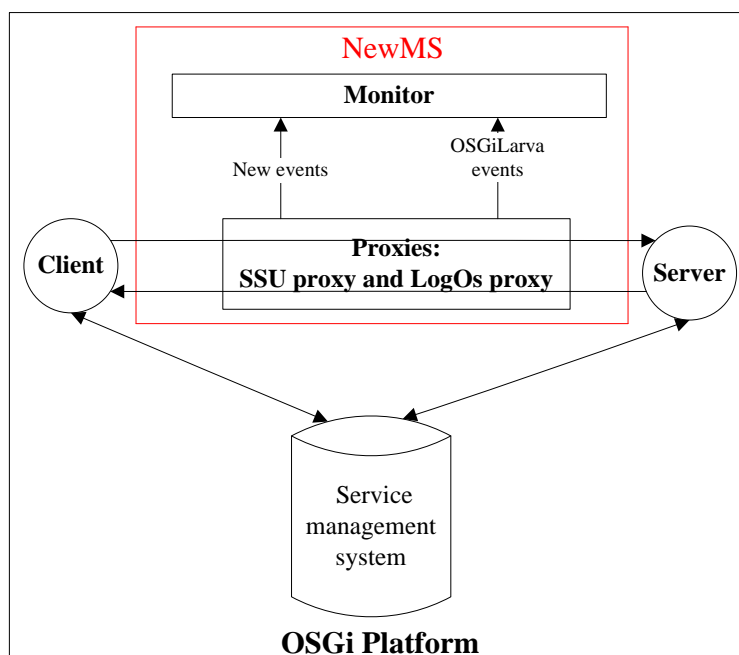 NewMS
Monitor
New events
OSGiLarva
events
Client
Proxies:
SSU proxy and LogOs proxy
Server
Service
management
system
OSGi Platform